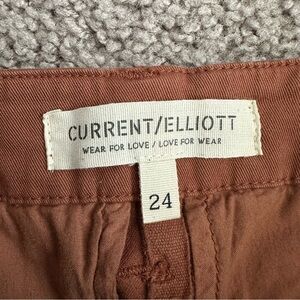 CURRENT/ELLIOTT
WEAR FOR LOVE / LOVE FOR WEAR
24